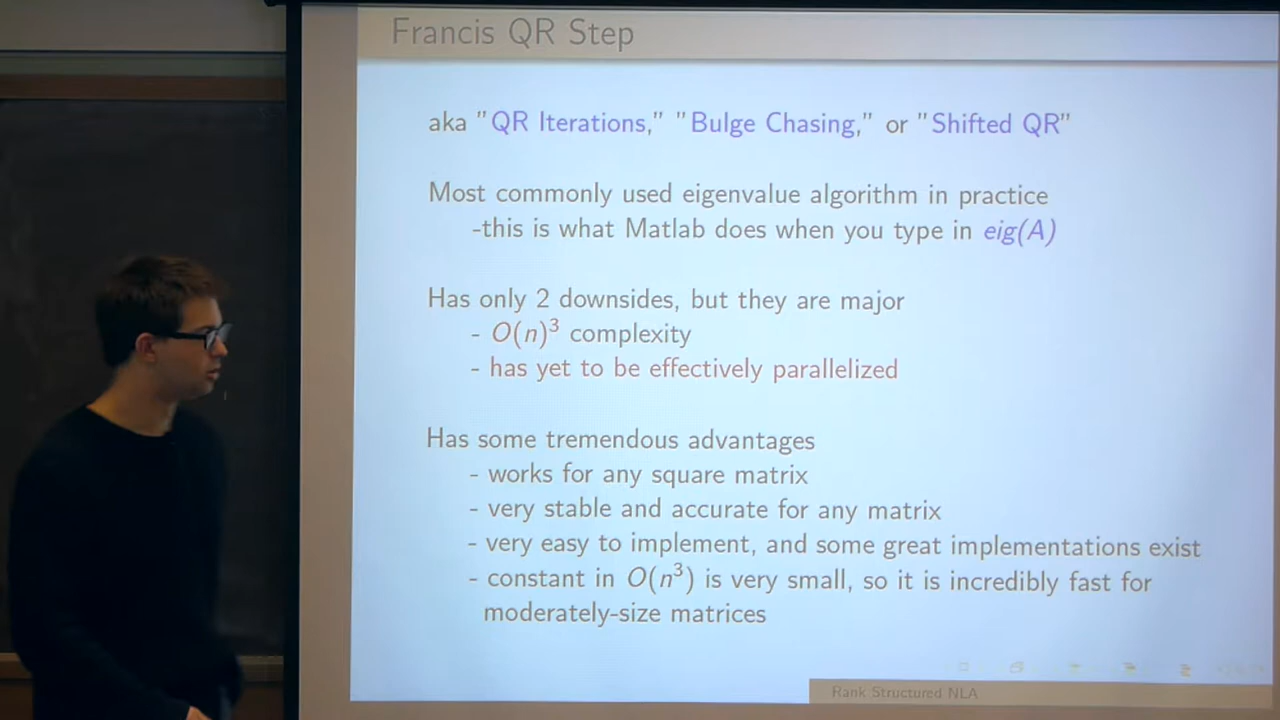 Francis QR Step
aka "QR Iterations," "Bulge Chasing," or "Shifted QR"
Most commonly used eigenvalue algorithm in practice
-this is what Matlab does when you type in eig(A)
Has only 2 downsides, but they are major
- O(n)³ complexity
- has yet to be effectively parallelized
Has some tremendous advantages
- works for any square matrix
- very stable and accurate for any matrix
- very easy to implement, and some great implementations exist
- constant in O(n³) is very small, so it is incredibly fast for
moderately-size matrices
Rank Structured NLA